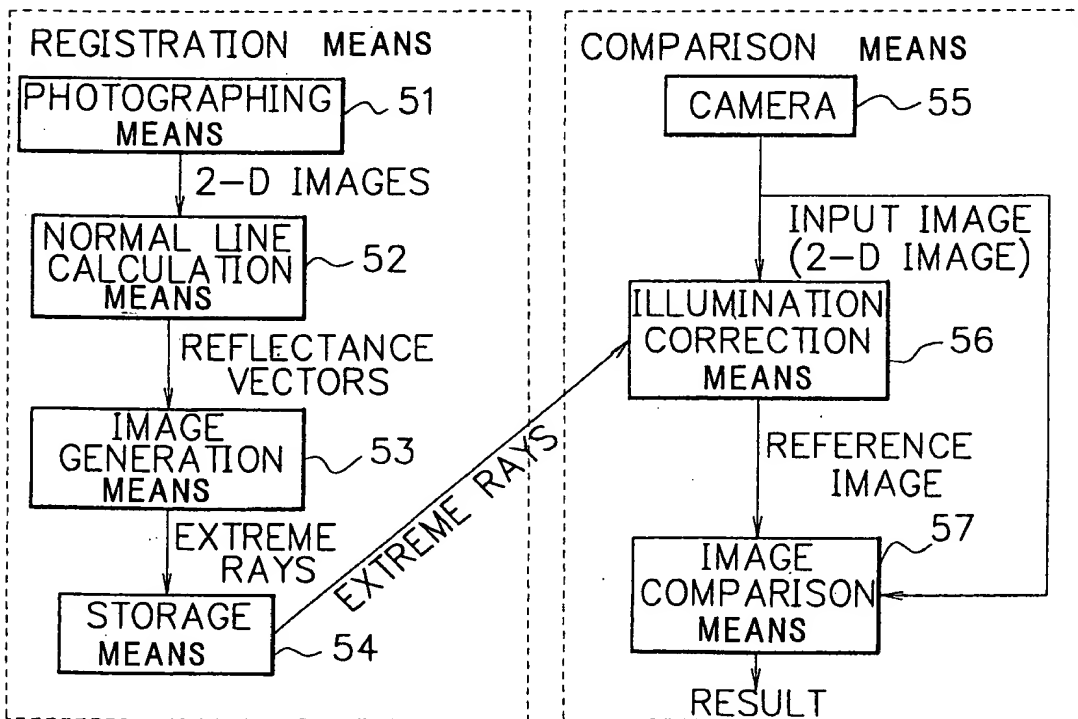 REGISTRATION MEANS
PHOTOGRAPHING
MEANS
51
2-D IMAGES
NORMAL LINE
CALCULATION
MEANS
52
REFLECTANCE
VECTORS
IMAGE
GENERATION
MEANS
53
EXTREME
RAYS
STORAGE
MEANS
54
EXTREME RAYS
COMPARISON MEANS
CAMERA
55
INPUT IMAGE
(2-D IMAGE)
ILLUMINATION
CORRECTION
MEANS
56
REFERENCE
IMAGE
IMAGE
COMPARISON
MEANS
57
RESULT